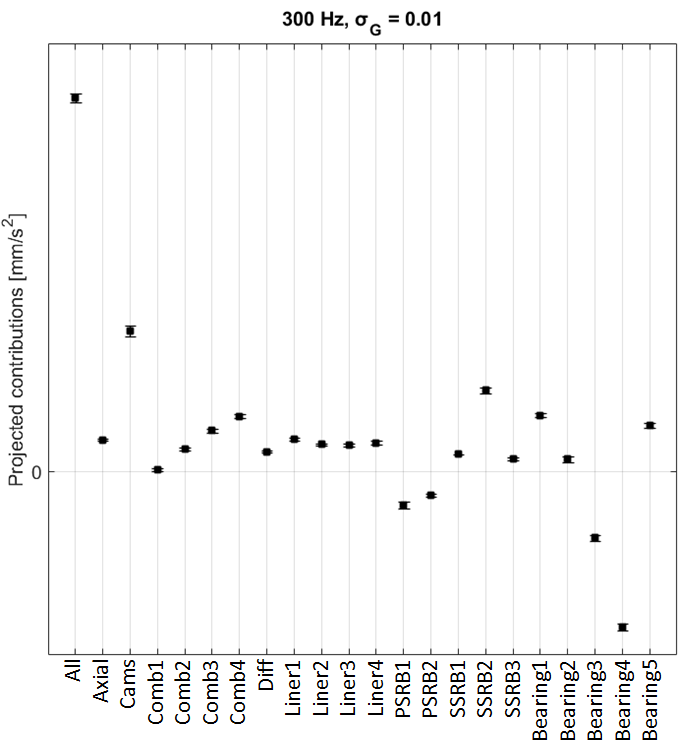 300 Hz, σG = 0.01
Projected contributions [mm/s2]
0
All
Axial
Cams
Comb1
Comb2
Comb3
Comb4
Diff
Liner1
Liner2
Liner3
Liner4
PSRB1
PSRB2
SSRB1
SSRB2
SSRB3
Bearing1
Bearing2
Bearing3
Bearing4
Bearing5